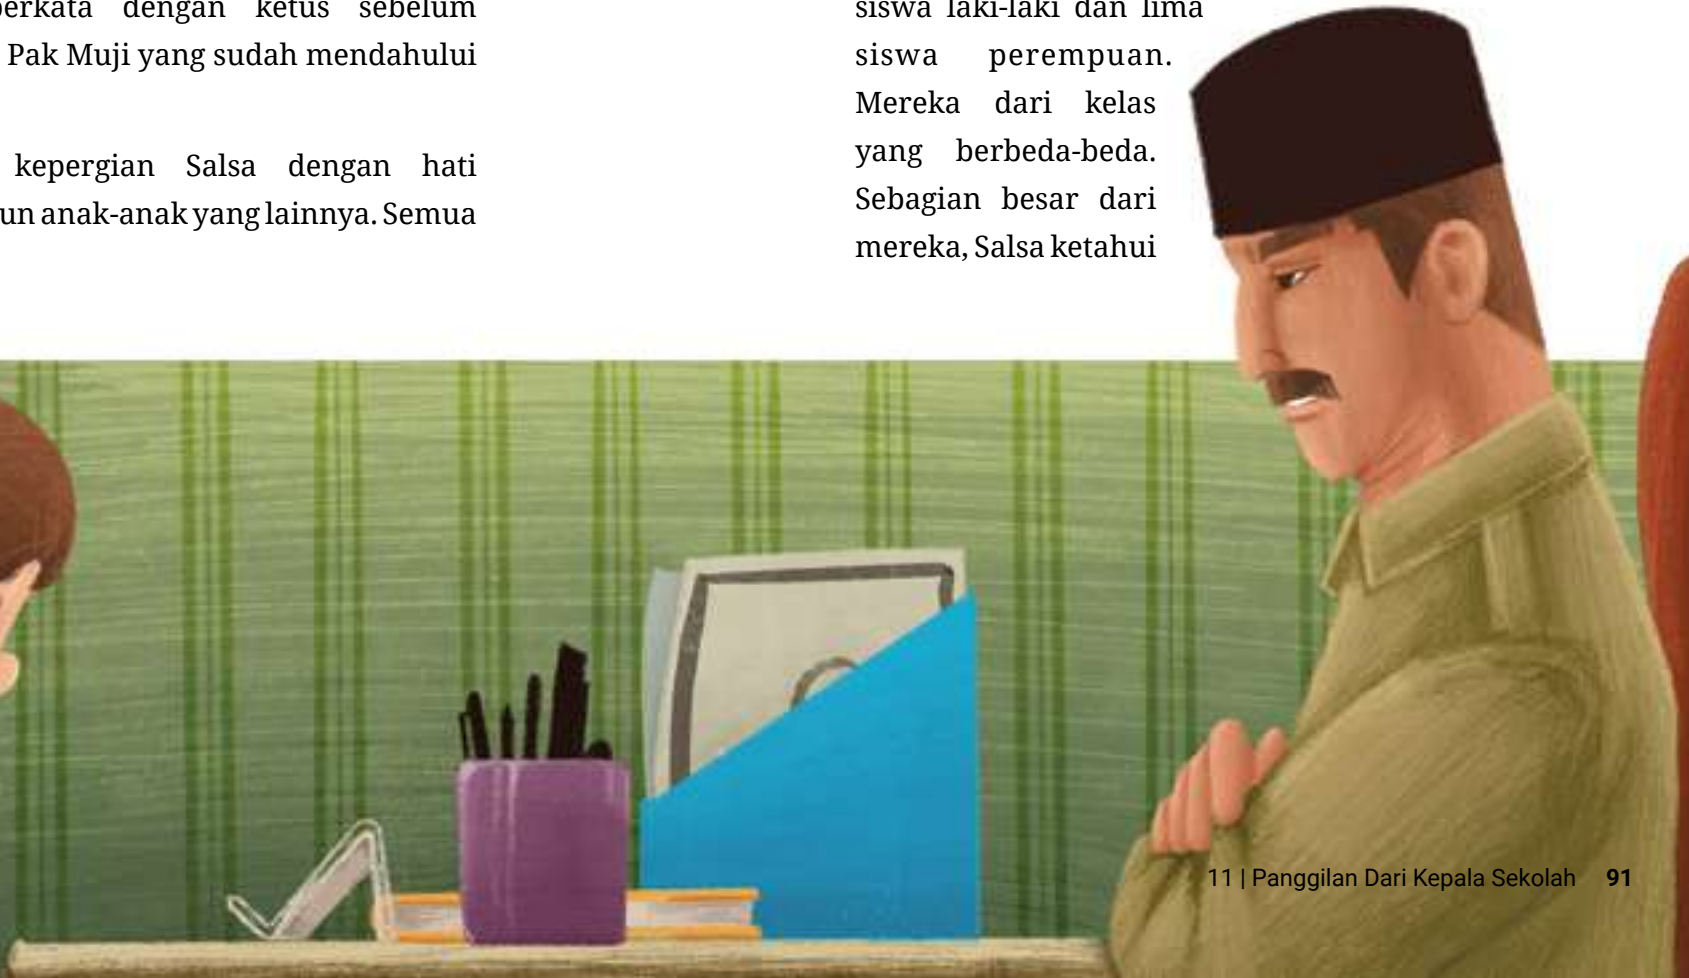 berkata dengan ketus sebelum
Pak Muji yang sudah mendahului
kepergian Salsa dengan hati
un anak-anak yang lainnya. Semua
siswa laki-laki dan lima
siswa perempuan.
Mereka dari kelas
yang berbeda-beda.
Sebagian besar dari
mereka, Salsa ketahui
11 | Panggilan Dari Kepala Sekolah 91